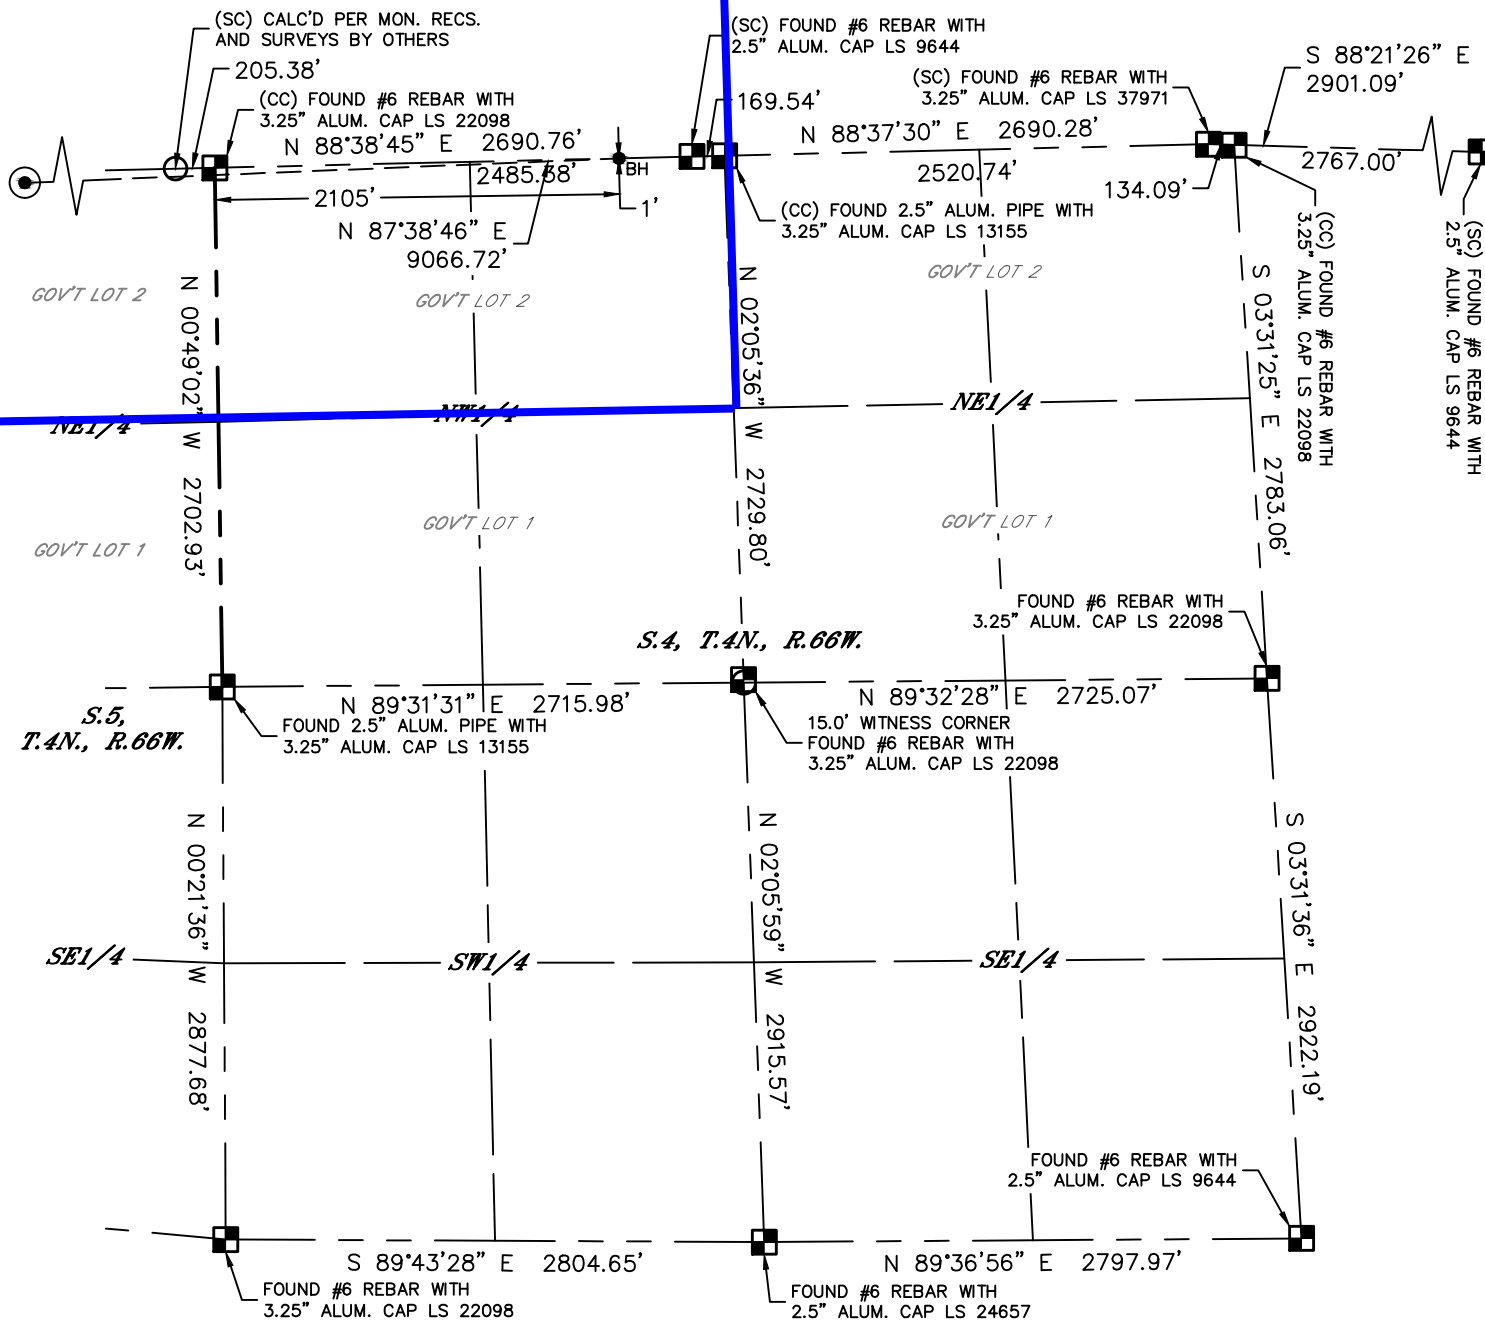 (SC) CALC'D PER MON. RECS.
AND SURVEYS BY OTHERS
205.38'
(CC) FOUND #6 REBAR WITH
3.25" ALUM. CAP LS 22098
N 88°38'45" E 2690.76'
2485.38'
BH
2105'
1'
N 87°38'46" E
9066.72'
(SC) FOUND #6 REBAR WITH
2.5" ALUM. CAP LS 9644
169.54'
(SC) FOUND #6 REBAR WITH
3.25" ALUM. CAP LS 37971
N 88°37'30" E 2690.28'
2520.74'
134.09'
S 88°21'26" E
2901.09'
2767.00'
(CC) FOUND 2.5" ALUM. PIPE WITH
3.25" ALUM. CAP LS 13155
(CC) FOUND #6 REBAR WITH
3.25" ALUM. CAP LS 22098
(SC) FOUND #6 REBAR WITH
2.5" ALUM. CAP LS 9644
GOV'T LOT 2
GOV'T LOT 2
GOV'T LOT 2
N 00°49'02" W 2702.93'
N 02°05'36" W 2729.80'
S 03°31'25" E 2783.06'
NE1/4
NW1/4
NE1/4
GOV'T LOT 1
GOV'T LOT 1
GOV'T LOT 1
FOUND #6 REBAR WITH
3.25" ALUM. CAP LS 22098
S.4, T.4N., R.66W.
N 89°31'31" E 2715.98'
N 89°32'28" E 2725.07'
S.5,
T.4N., R.66W.
FOUND 2.5" ALUM. PIPE WITH
3.25" ALUM. CAP LS 13155
15.0' WITNESS CORNER
FOUND #6 REBAR WITH
3.25" ALUM. CAP LS 22098
N 00°21'36" W 2877.68'
N 02°05'59" W 2915.57'
S 03°31'36" E 2922.19'
SE1/4
SW1/4
SE1/4
FOUND #6 REBAR WITH
2.5" ALUM. CAP LS 9644
S 89°43'28" E 2804.65'
N 89°36'56" E 2797.97'
FOUND #6 REBAR WITH
3.25" ALUM. CAP LS 22098
FOUND #6 REBAR WITH
2.5" ALUM. CAP LS 24657